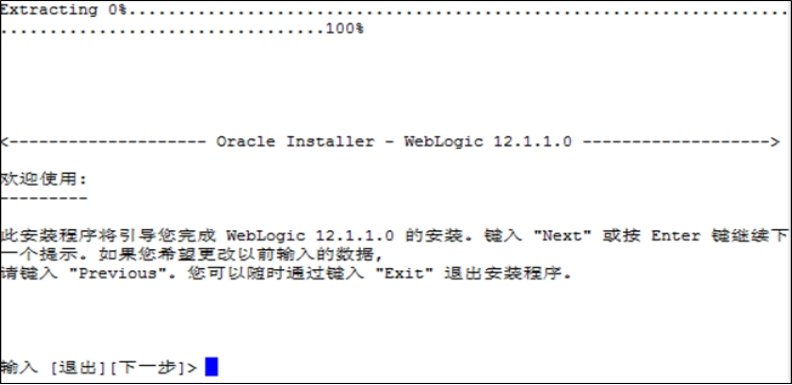 Extracting 0%..................................................................
.................................100%
<-------------------- Oracle Installer - WebLogic 12.1.1.0 ------------------->
欢迎使用:
---------
此安装程序将引导您完成 WebLogic 12.1.1.0 的安装。键入 "Next" 或按 Enter 键继续下
一个提示。如果您希望更改以前输入的数据,
请键入 "Previous"。您可以随时通过键入 "Exit" 退出安装程序。
输入 [退出][下一步]>